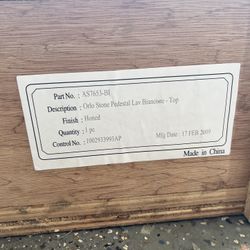 Part No. : AS7653-BI
Description : Orlo Stone Pedestal Lav Biancone - Top
Finish : Honed
Quantity : 1 pc
Control No. : 1002933993AP
Mfg Date : 17 FEB 2009
Made in China